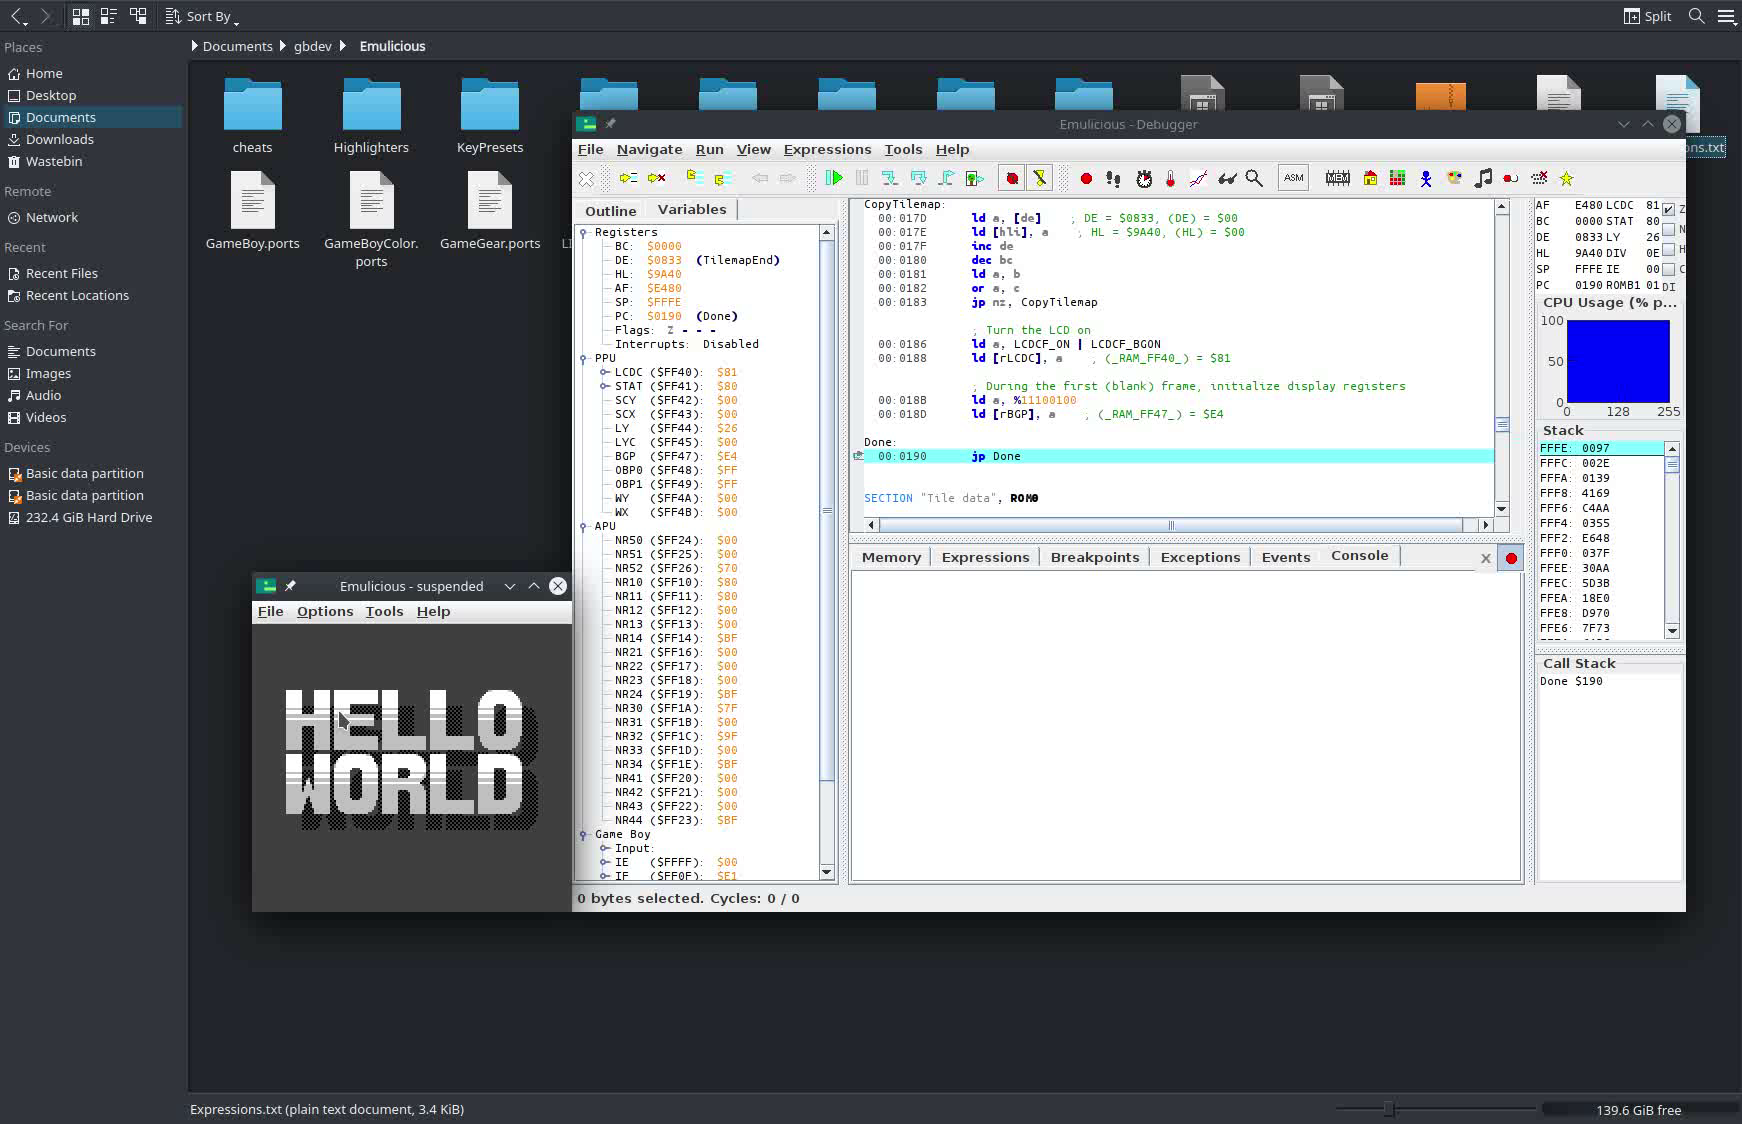 Sort By
Split
Places
Home
Desktop
Documents
Downloads
Wastebin
Remote
Network
Recent
Recent Files
Recent Locations
Search For
Documents
Images
Audio
Videos
Devices
Basic data partition
Basic data partition
232.4 GiB Hard Drive
Documents gbdev Emulicious
cheats
Highlighters
KeyPresets
ns.txt
GameBoy.ports
GameBoyColor.
ports
GameGear.ports
Emulicious - Debugger
File Navigate Run View Expressions Tools Help
ASM MEM
Outline Variables
Registers
BC: $0000
DE: $0833 (TilemapEnd)
HL: $9A40
AF: $E480
SP: $FFFE
PC: $0190 (Done)
Flags: Z - - -
Interrupts: Disabled
PPU
LCDC ($FF40): $81
STAT ($FF41): $80
SCY ($FF42): $00
SCX ($FF43): $00
LY ($FF44): $26
LYC ($FF45): $00
BGP ($FF47): $E4
OBP0 ($FF48): $FF
OBP1 ($FF49): $FF
WY ($FF4A): $00
WX ($FF4B): $00
APU
NR50 ($FF24): $00
NR51 ($FF25): $00
NR52 ($FF26): $70
NR10 ($FF10): $80
NR11 ($FF11): $80
NR12 ($FF12): $00
NR13 ($FF13): $00
NR14 ($FF14): $BF
NR21 ($FF16): $00
NR22 ($FF17): $00
NR23 ($FF18): $00
NR24 ($FF19): $BF
NR30 ($FF1A): $7F
NR31 ($FF1B): $00
NR32 ($FF1C): $9F
NR33 ($FF1D): $00
NR34 ($FF1E): $BF
NR41 ($FF20): $00
NR42 ($FF21): $00
NR43 ($FF22): $00
NR44 ($FF23): $BF
Game Boy
Input:
IE ($FFFF): $00
IF ($FF0F): $E1
CopyTilemap:
00:017D ld a, [de] ; DE = $0833, (DE) = $00
00:017E ld [hli], a ; HL = $9A40, (HL) = $00
00:017F inc de
00:0180 dec bc
00:0181 ld a, b
00:0182 or a, c
00:0183 jp nz, CopyTilemap
; Turn the LCD on
00:0186 ld a, LCDCF_ON | LCDCF_BGON
00:0188 ld [rLCDC], a ; (_RAM_FF40_) = $81
; During the first (blank) frame, initialize display registers
00:018B ld a, %11100100
00:018D ld [rBGP], a ; (_RAM_FF47_) = $E4
Done:
00:0190 jp Done
SECTION "Tile data", ROM0
Memory Expressions Breakpoints Exceptions Events Console X
AF E480 LCDC 81 Z
BC 0000 STAT 80 N
DE 0833 LY 26
HL 9A40 DIV 0E H
SP FFFE IE 00 C
PC 0190 ROMB1 01 DI
CPU Usage (% p...
100
50
0
0 128 255
Stack
FFFE: 0097
FFFC: 002E
FFFA: 0139
FFF8: 4169
FFF6: C4AA
FFF4: 0355
FFF2: E648
FFF0: 037F
FFEE: 30AA
FFEC: 5D3B
FFEA: 18E0
FFE8: D970
FFE6: 7F73
Call Stack
Done $190
0 bytes selected. Cycles: 0 / 0
Emulicious - suspended
File Options Tools Help
HELLO
WORLD
Expressions.txt (plain text document, 3.4 KiB)
139.6 GiB free